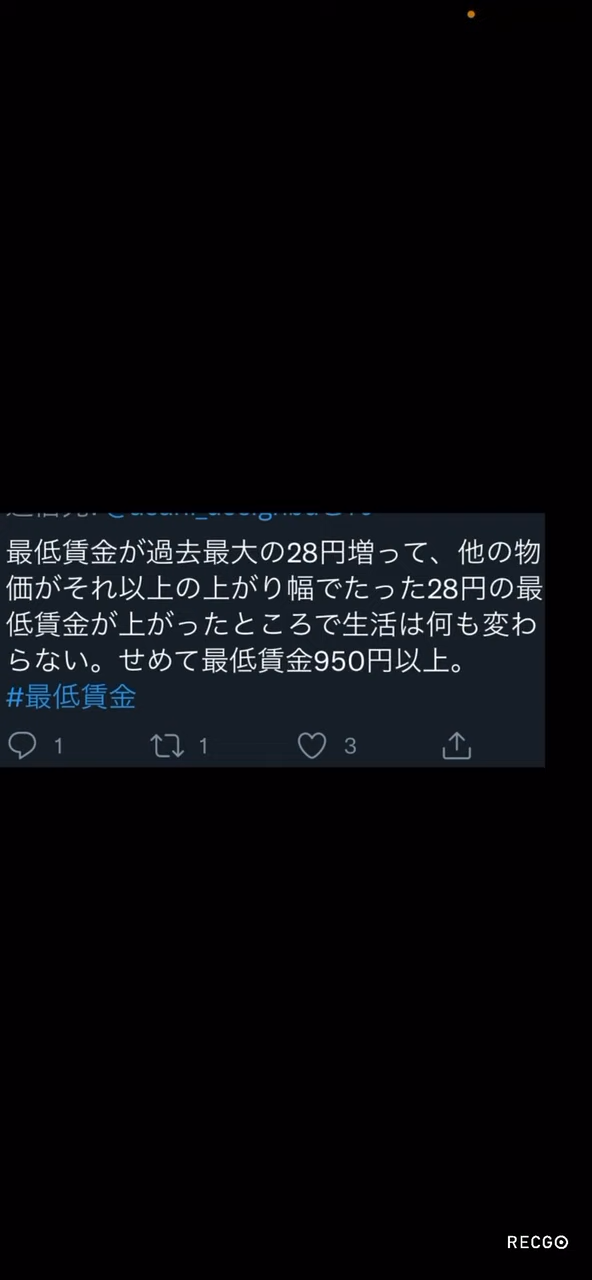 最低賃金が過去最大の28円増って、他の物
価がそれ以上の上がり幅でたった28円の最
低賃金が上がったところで生活は何も変わ
らない。せめて最低賃金950円以上。
#最低賃金
1 1 3
RECGO